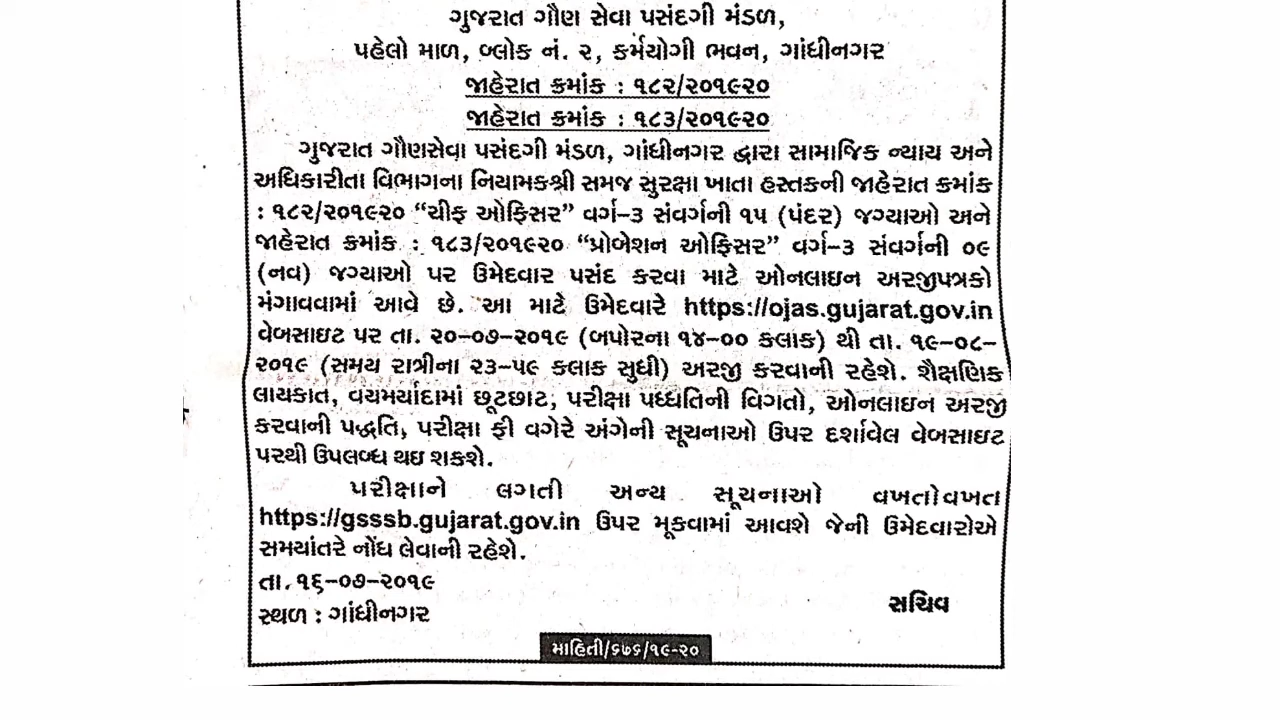 ગુજરાત ગૌણ સેવા પસંદગી મંડળ,
પહેલો માળ, બ્લોક નં. ૨, કર્મયોગી ભવન, ગાંધીનગર
જાહેરાત ક્રમાંક : ૧૮૨/૨૦૧૯૨૦
જાહેરાત ક્રમાંક : ૧૮૩/૨૦૧૯૨૦
ગુજરાત ગૌણસેવા પસંદગી મંડળ, ગાંધીનગર દ્વારા સામાજિક ન્યાય અને
અધિકારીતા વિભાગના નિયામકશ્રી સમજ સુરક્ષા ખાતા હસ્તકની જાહેરાત ક્રમાંક
: ૧૮૨/૨૦૧૯૨૦ “ચીફ ઓફિસર” વર્ગ-૩ સંવર્ગની ૧૫ (પંદર) જગ્યાઓ અને
જાહેરાત ક્રમાંક : ૧૮૩/૨૦૧૯૨૦ “પ્રોબેશન ઓફિસર” વર્ગ-૩ સંવર્ગની ૦૯
(નવ) જગ્યાઓ પર ઉમેદવાર પસંદ કરવા માટે ઓનલાઇન અરજીપત્રકો
મંગાવવામાં આવે છે. આ માટે ઉમેદવારે https://ojas.gujarat.gov.in
વેબસાઇટ પર તા. ૨૦-૦૭-૨૦૧૯ (બપોરના ૧૪-૦૦ કલાક) થી તા. ૧૯-૦૮-
૨૦૧૯ (સમય રાત્રીના ૨૩-૫૯ કલાક સુધી) અરજી કરવાની રહેશે. શૈક્ષણિક
લાયકાત, વયમર્યાદામાં છૂટછાટ, પરીક્ષા પધ્ધતિની વિગતો, ઓનલાઇન અરજી
કરવાની પદ્ધતિ, પરીક્ષા ફી વગેરે અંગેની સૂચનાઓ ઉપર દર્શાવેલ વેબસાઇટ
પરથી ઉપલબ્ધ થઇ શકશે.
પરીક્ષાને લગતી અન્ય સૂચનાઓ વખતોવખત
https://gsssb.gujarat.gov.in ઉપર મૂકવામાં આવશે જેની ઉમેદવારોએ
સમયાંતરે નોંધ લેવાની રહેશે.
તા.૧૬-૦૭-૨૦૧૯
સચિવ
સ્થળ : ગાંધીનગર
માહિતી/૬૭૬/૧૯-૨૦